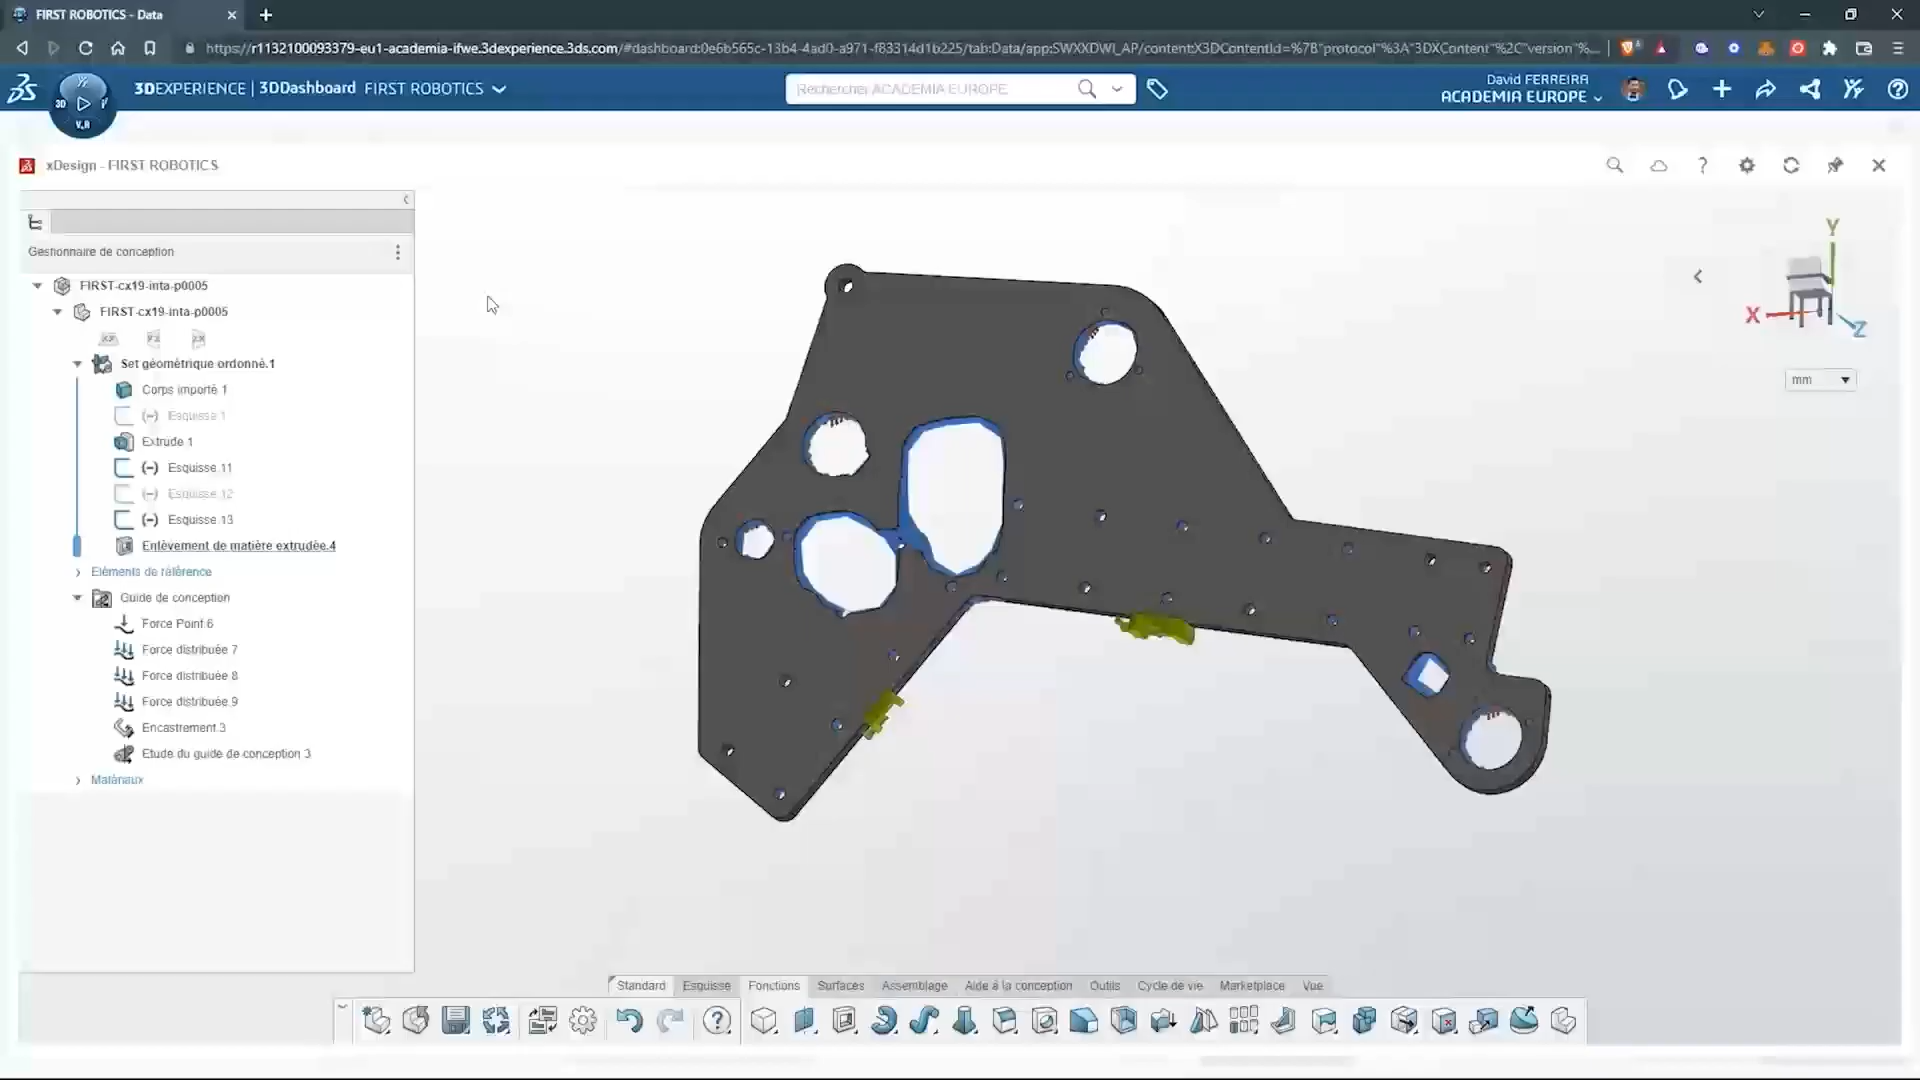 FIRST ROBOTICS - Data
https://r1132100093379-eu1-academia-ifwe.3dexperience.3ds.com/#dashboard:0e6b565c-13b4-4ad0-a971-f83314d1b225/tab:Data/app:SWXXDWI_AP/content:X3DContentId=%7B"protocol"%3A"3DXContent"%2C"version"%...
3DEXPERIENCE | 3DDashboard FIRST ROBOTICS
Rechercher ACADEMIA EUROPE
David FERREIRA
ACADEMIA EUROPE
3D
V.R
xDesign - FIRST ROBOTICS
Gestionnaire de conception
FIRST-cx19-inta-p0005
FIRST-cx19-inta-p0005
Set géométrique ordonné.1
Corps importé 1
(-) Esquisse 1
Extrude 1
(-) Esquisse.11
(-) Esquisse.12
(-) Esquisse.13
Enlèvement de matière extrudée.4
Eléments de référence
Guide de conception
Force Point 6
Force distribuée 7
Force distribuée 8
Force distribuée 9
Encastrement.3
Etude du guide de conception 3
Matériaux
Y
X
Z
mm
Standard
Esquisse
Fonctions
Surfaces
Assemblage
Aide à la conception
Outils
Cycle de vie
Marketplace
Vue